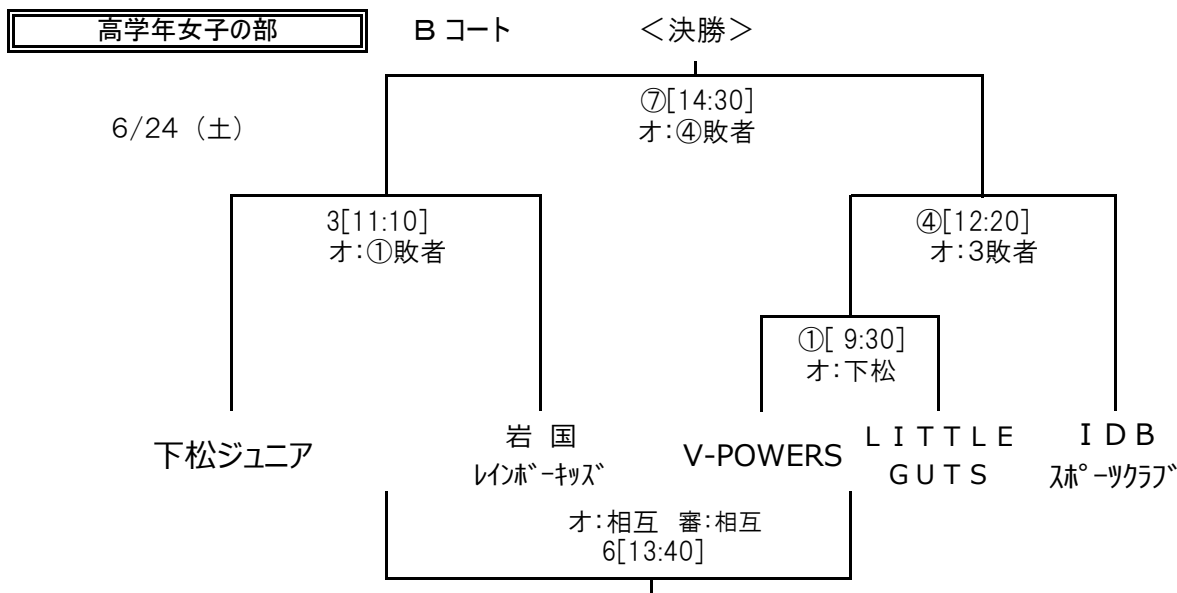 高学年女子の部 B コート ＜決勝＞
⑦[14:30]
オ：④敗者
6/24（土）
3[11:10]
オ：①敗者
④[12:20]
オ：3敗者
①[ 9:30]
オ：下松
下松ジュニア
岩 国
ﾚｲﾝﾎﾞｰｷｯｽﾞ
V-POWERS
ＬＩＴＴＬＥ
ＧＵＴＳ
ＩＤＢ
ｽﾎﾟｰﾂｸﾗﾌﾞ
オ：相互 審：相互
6[13:40]